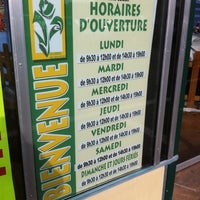 HORAIRES
D'OUVERTURE
LUNDI
de 9h30 à 12h00 et de 14h30 à 19h00
MARDI
de 9h30 à 12h00 et de 14h30 à 19h00
MERCREDI
de 9h30 à 12h00 et de 14h30 à 19h00
JEUDI
de 9h30 à 12h00 et de 14h30 à 19h00
VENDREDI
de 9h30 à 12h00 et de 14h30 à 19h00
SAMEDI
de 9h30 à 12h00 et de 14h30 à 19h00
DIMANCHE ET JOURS FERIES
BIENVENUE